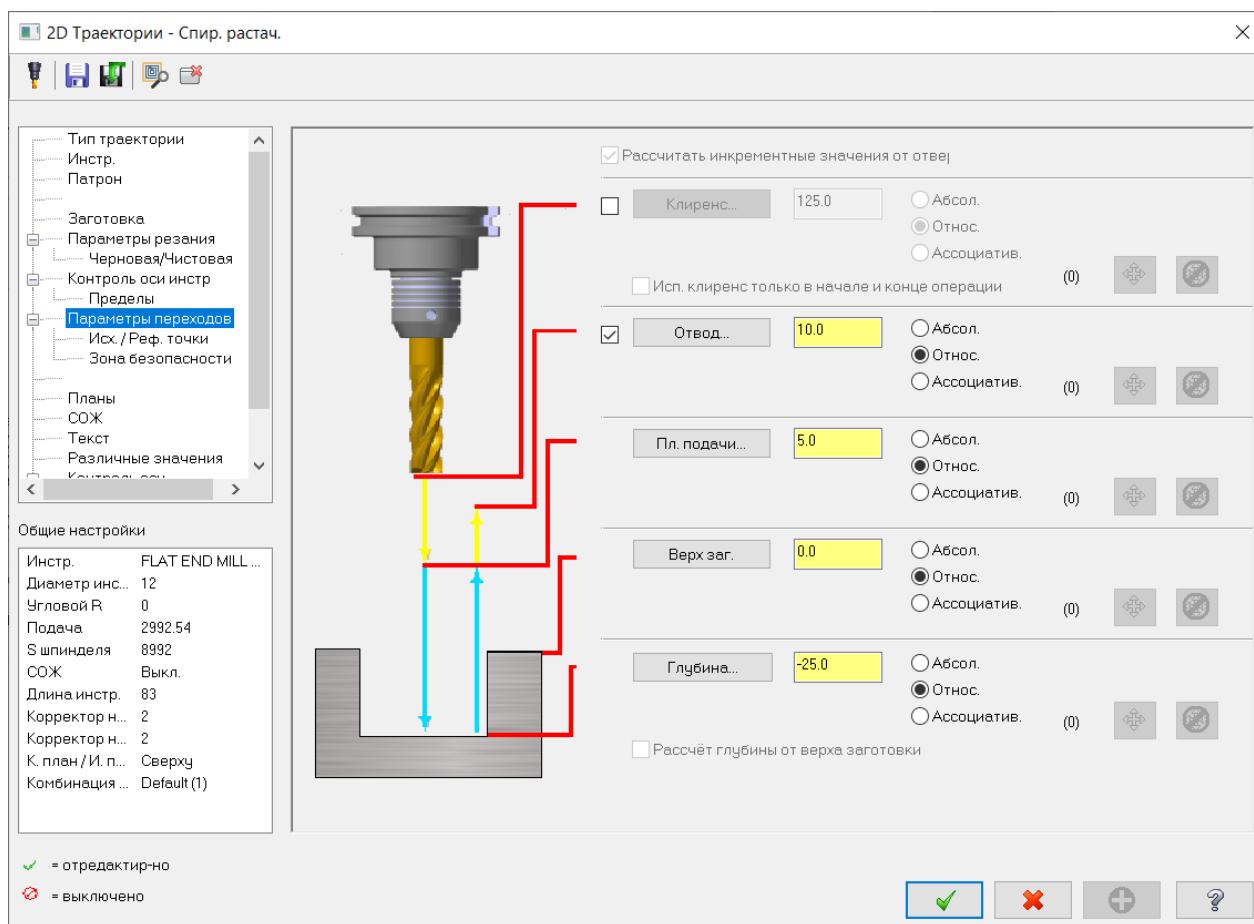 2D Траектории - Спир. растач.
Тип траектории
Инстр.
Патрон
Заготовка
Параметры резания
Черновая/Чистовая
Контроль оси инстр
Пределы
Параметры переходов
Исх. / Реф. точки
Зона безопасности
Планы
СОЖ
Текст
Различные значения
Контроль оси
Общие настройки
Инстр. FLAT END MILL ...
Диаметр инс... 12
Угловой R 0
Подача 2992.54
S шпинделя 8992
СОЖ Выкл.
Длина инстр. 83
Корректор н... 2
Корректор н... 2
К. план / И. п... Сверху
Комбинация ... Default (1)
= отредактир-но
= выключено
Рассчитать инкрементные значения от отвер
Клиренс... 125.0 Абсол.
Относ.
Ассоциатив.
(0)
Исп. клиренс только в начале и конце операции
Отвод... 10.0 Абсол.
Относ.
Ассоциатив.
(0)
Пл. подачи... 5.0 Абсол.
Относ.
Ассоциатив.
(0)
Верх заг. 0.0 Абсол.
Относ.
Ассоциатив.
(0)
Глубина... -25.0 Абсол.
Относ.
Ассоциатив.
(0)
Рассчёт глубины от верха заготовки